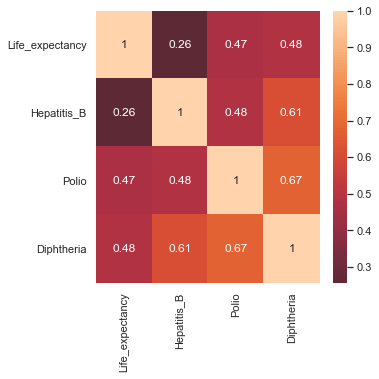 Life_expectancy 1 0.26 0.47 0.48
Hepatitis_B 0.26 1 0.48 0.61
Polio 0.47 0.48 1 0.67
Diphtheria 0.48 0.61 0.67 1
Life_expectancy
Hepatitis_B
Polio
Diphtheria
1.0
0.9
0.8
0.7
0.6
0.5
0.4
0.3